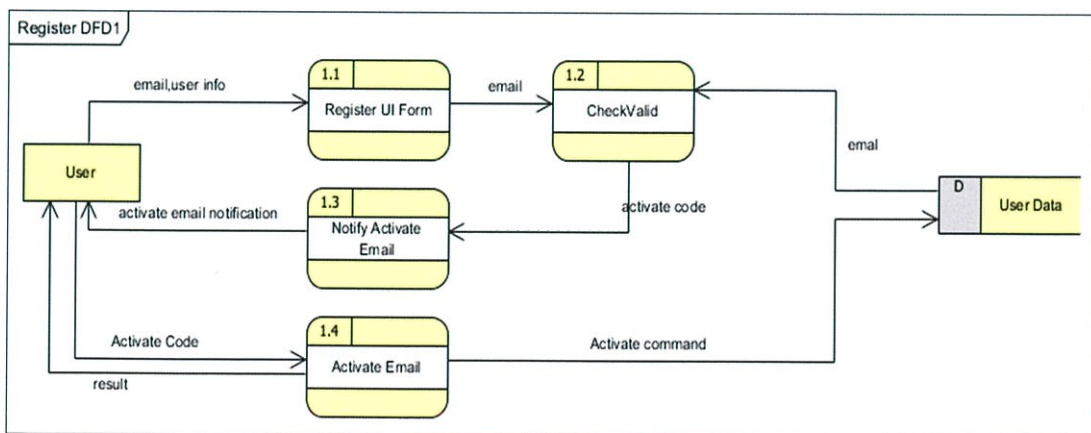 Register DFD1
email,user info
1.1
Register UI Form
email
1.2
CheckValid
emal
User
D
User Data
activate email notification
1.3
Notify Activate
Email
activate code
Activate Code
1.4
Activate Email
Activate command
result